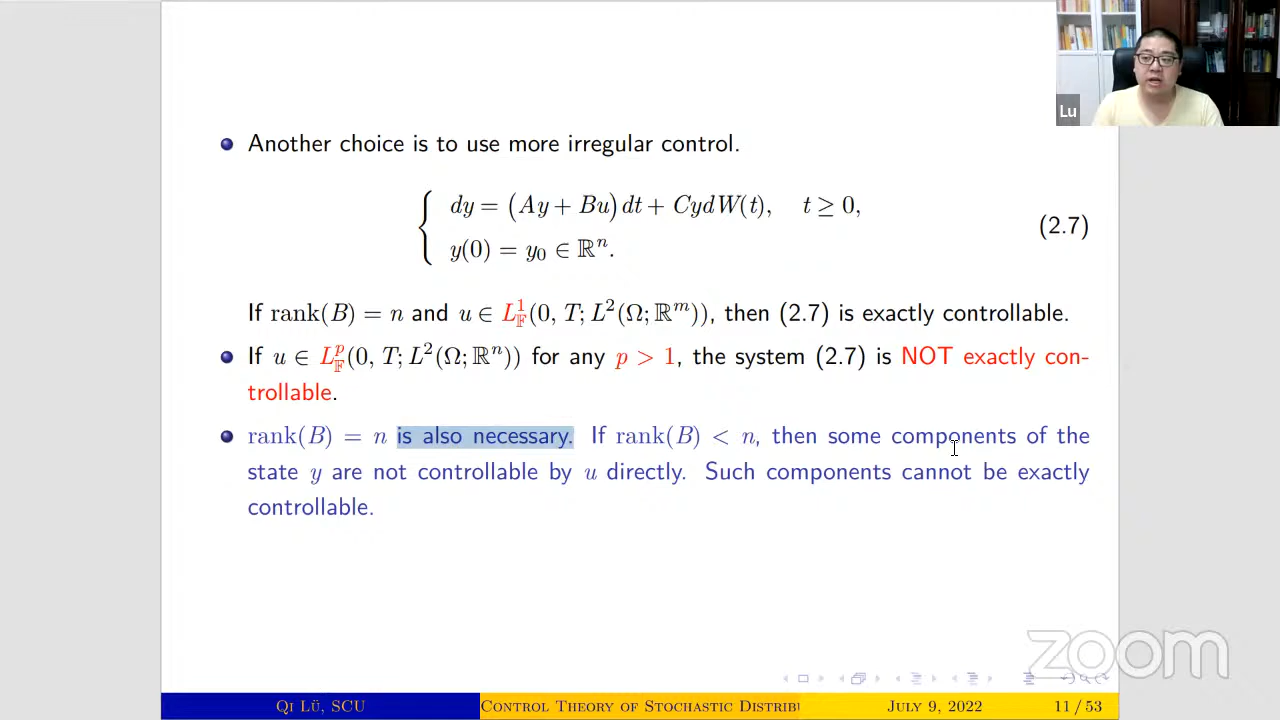 Lu
• Another choice is to use more irregular control.
dy = (Ay + Bu)dt + CydW(t), t ≥ 0,
y(0) = y₀ ∈ ℝⁿ.
(2.7)
If rank(B) = n and u ∈ L¹_𝔽(0, T; L²(Ω; ℝᵐ)), then (2.7) is exactly controllable.
• If u ∈ Lᵖ_𝔽(0, T; L²(Ω; ℝⁿ)) for any p > 1, the system (2.7) is NOT exactly con-
trollable.
• rank(B) = n is also necessary. If rank(B) < n, then some components of the
state y are not controllable by u directly. Such components cannot be exactly
controllable.
zoom
Qi Lü, SCU
Control Theory of Stochastic Distribu
July 9, 2022
11 / 53